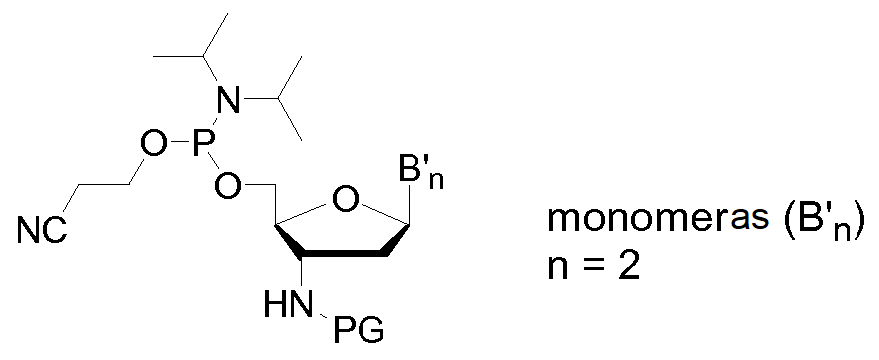 N
O
P
O
B'n
O
NC
HN
PG
monomeras (B'n)
n = 2